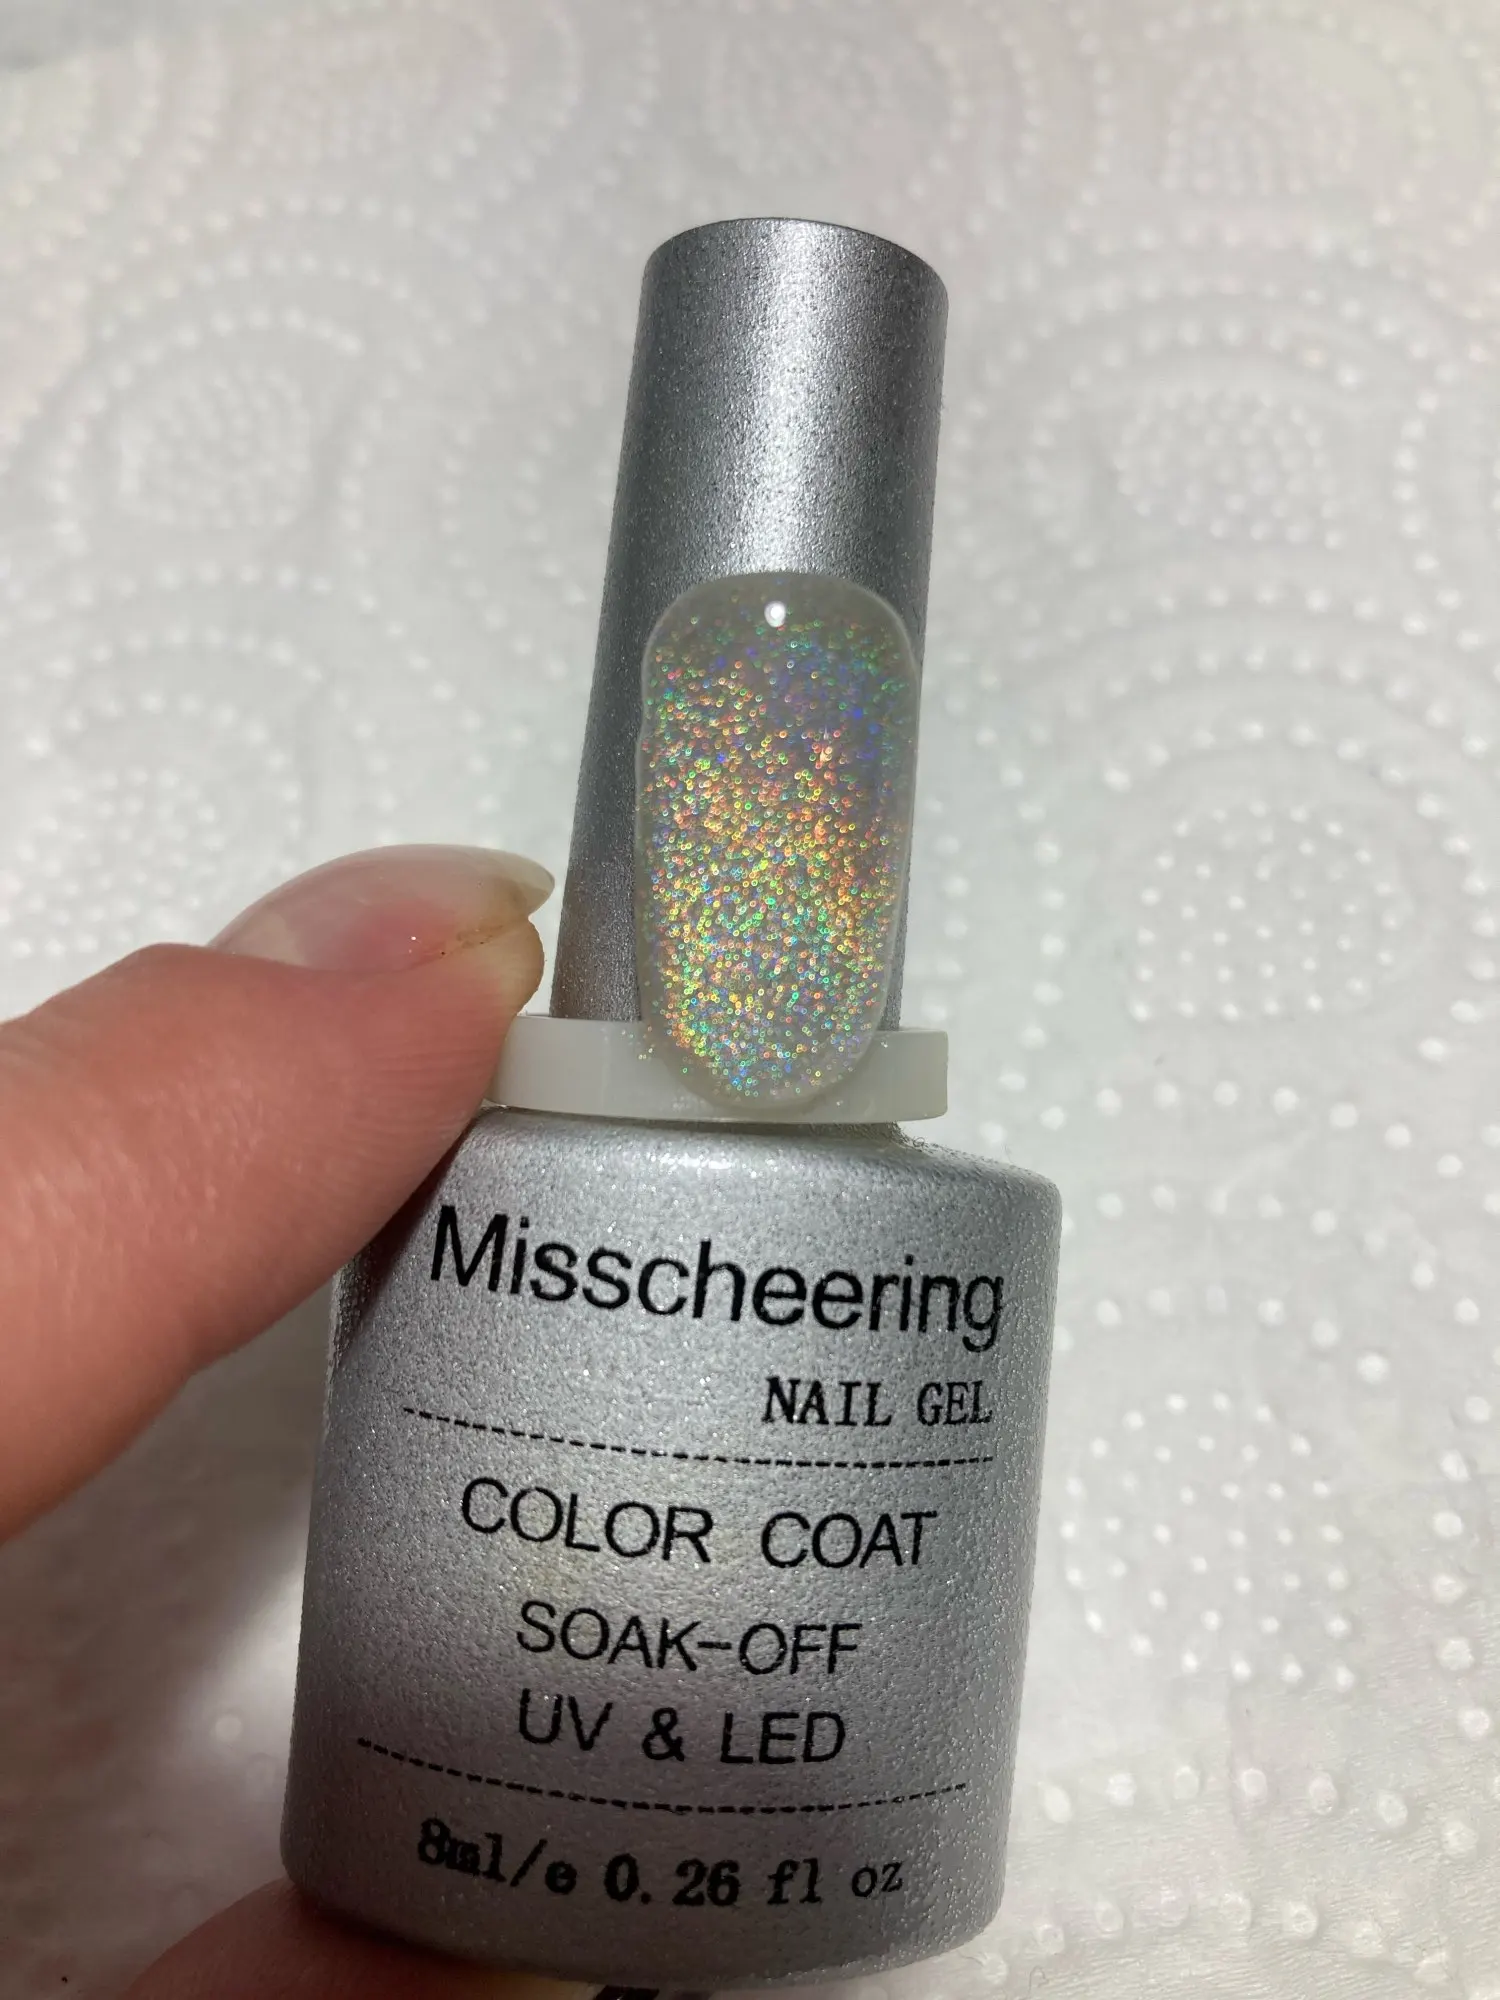 Misscheering
NAIL GEL
COLOR COAT
SOAK-OFF
UV & LED
8ml/e 0.26 fl oz